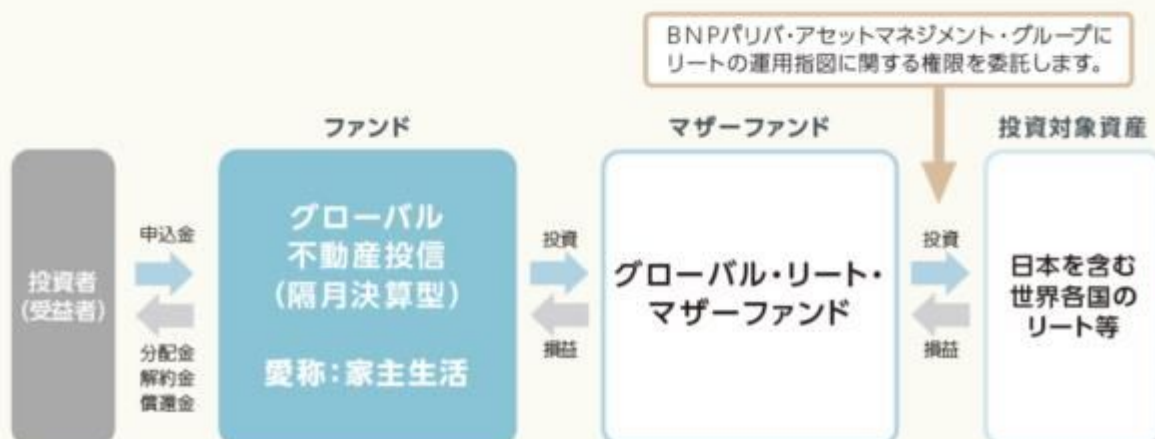 BNPパリバ・アセットマネジメント・グループに
リートの運用指図に関する権限を委託します。
ファンド
マザーファンド
投資対象資産
投資者
(受益者)
申込金
分配金
解約金
償還金
グローバル
不動産投信
(隔月決算型)
愛称:家主生活
投資
損益
グローバル・リート・
マザーファンド
投資
損益
日本を含む
世界各国の
リート等